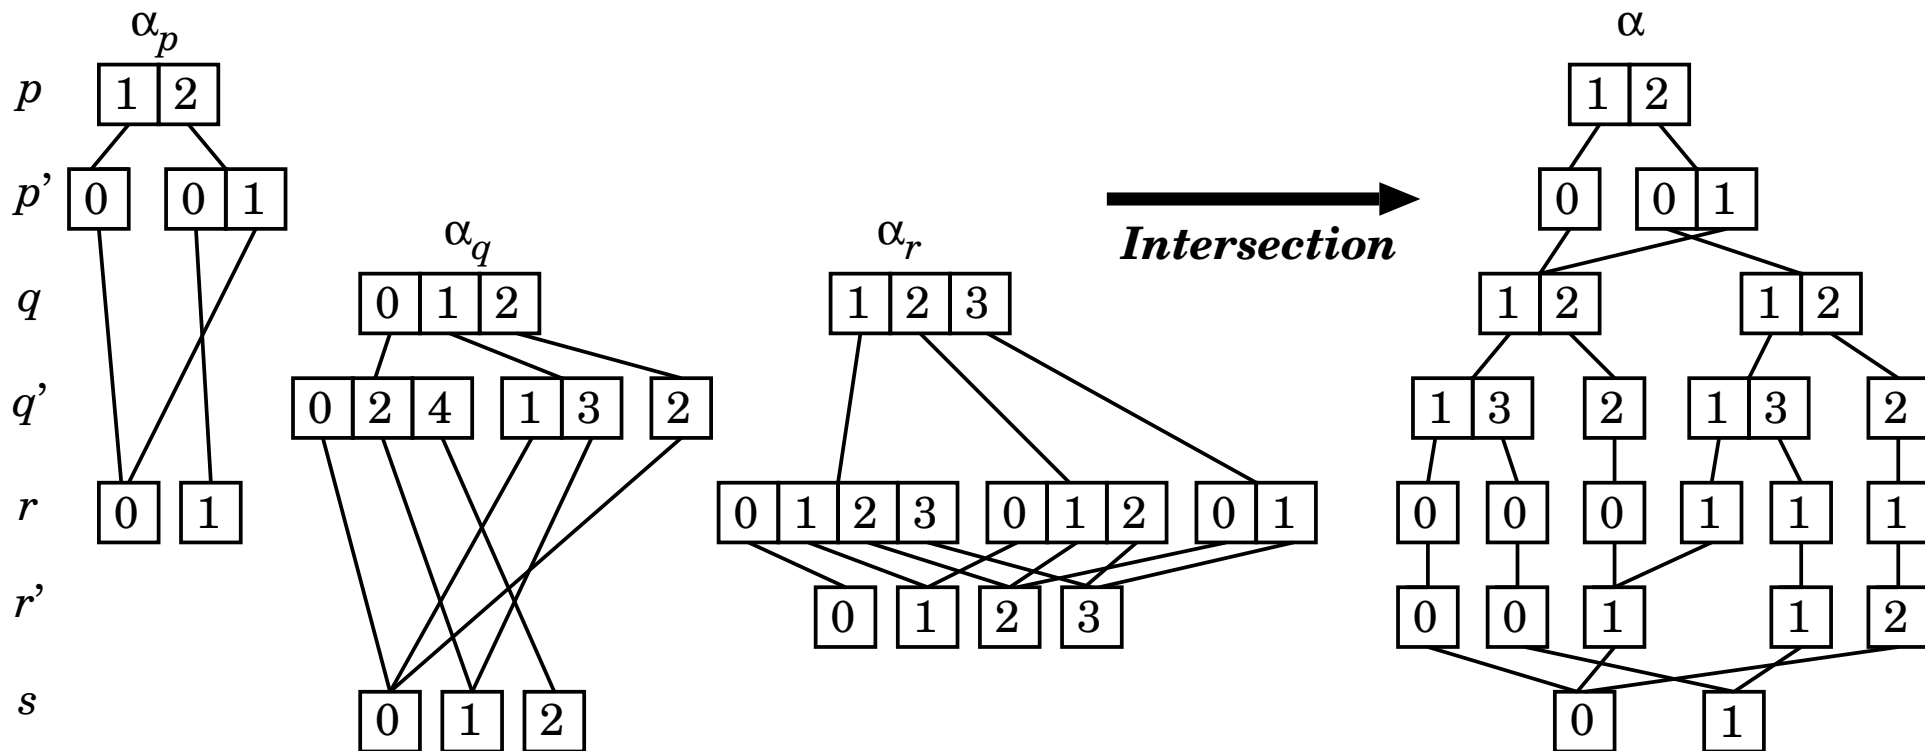 αp α
p 1 2 1 2
p’ 0 0 1 0 0 1
αq αr Intersection
q 0 1 2 1 2 3 1 2 1 2
q’ 0 2 4 1 3 2 1 3 2 1 3 2
r 0 1 0 1 2 3 0 1 2 0 1 0 0 0 1 1 1
r’ 0 1 2 3 0 0 1 1 2
s 0 1 2 0 1